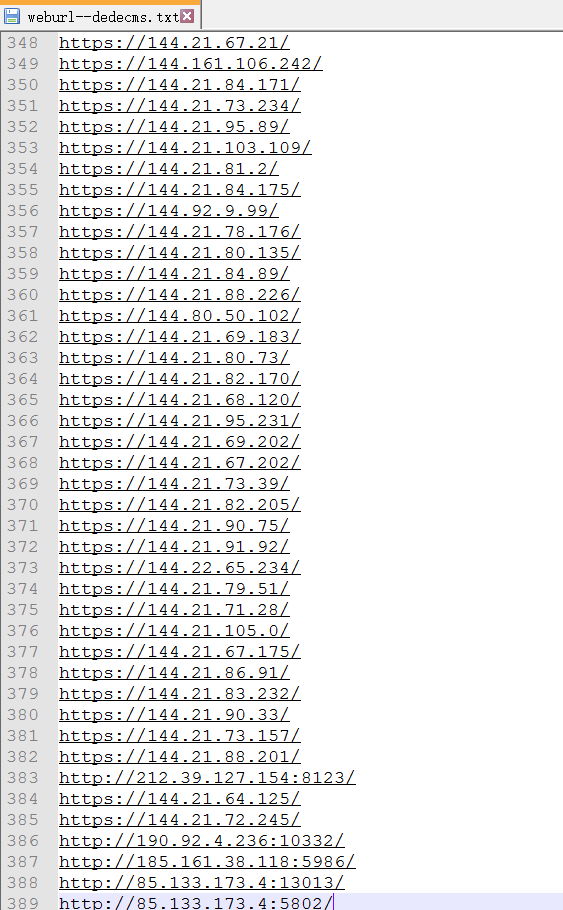 weburl--dedecms.txt
348 https://144.21.67.21/
349 https://144.161.106.242/
350 https://144.21.84.171/
351 https://144.21.73.234/
352 https://144.21.95.89/
353 https://144.21.103.109/
354 https://144.21.81.2/
355 https://144.21.84.175/
356 https://144.92.9.99/
357 https://144.21.78.176/
358 https://144.21.80.135/
359 https://144.21.84.89/
360 https://144.21.88.226/
361 https://144.80.50.102/
362 https://144.21.69.183/
363 https://144.21.80.73/
364 https://144.21.82.170/
365 https://144.21.68.120/
366 https://144.21.95.231/
367 https://144.21.69.202/
368 https://144.21.67.202/
369 https://144.21.73.39/
370 https://144.21.82.205/
371 https://144.21.90.75/
372 https://144.21.91.92/
373 https://144.22.65.234/
374 https://144.21.79.51/
375 https://144.21.71.28/
376 https://144.21.105.0/
377 https://144.21.67.175/
378 https://144.21.86.91/
379 https://144.21.83.232/
380 https://144.21.90.33/
381 https://144.21.73.157/
382 https://144.21.88.201/
383 http://212.39.127.154:8123/
384 https://144.21.64.125/
385 https://144.21.72.245/
386 http://190.92.4.236:10332/
387 http://185.161.38.118:5986/
388 http://85.133.173.4:13013/
389 http://85.133.173.4:5802/